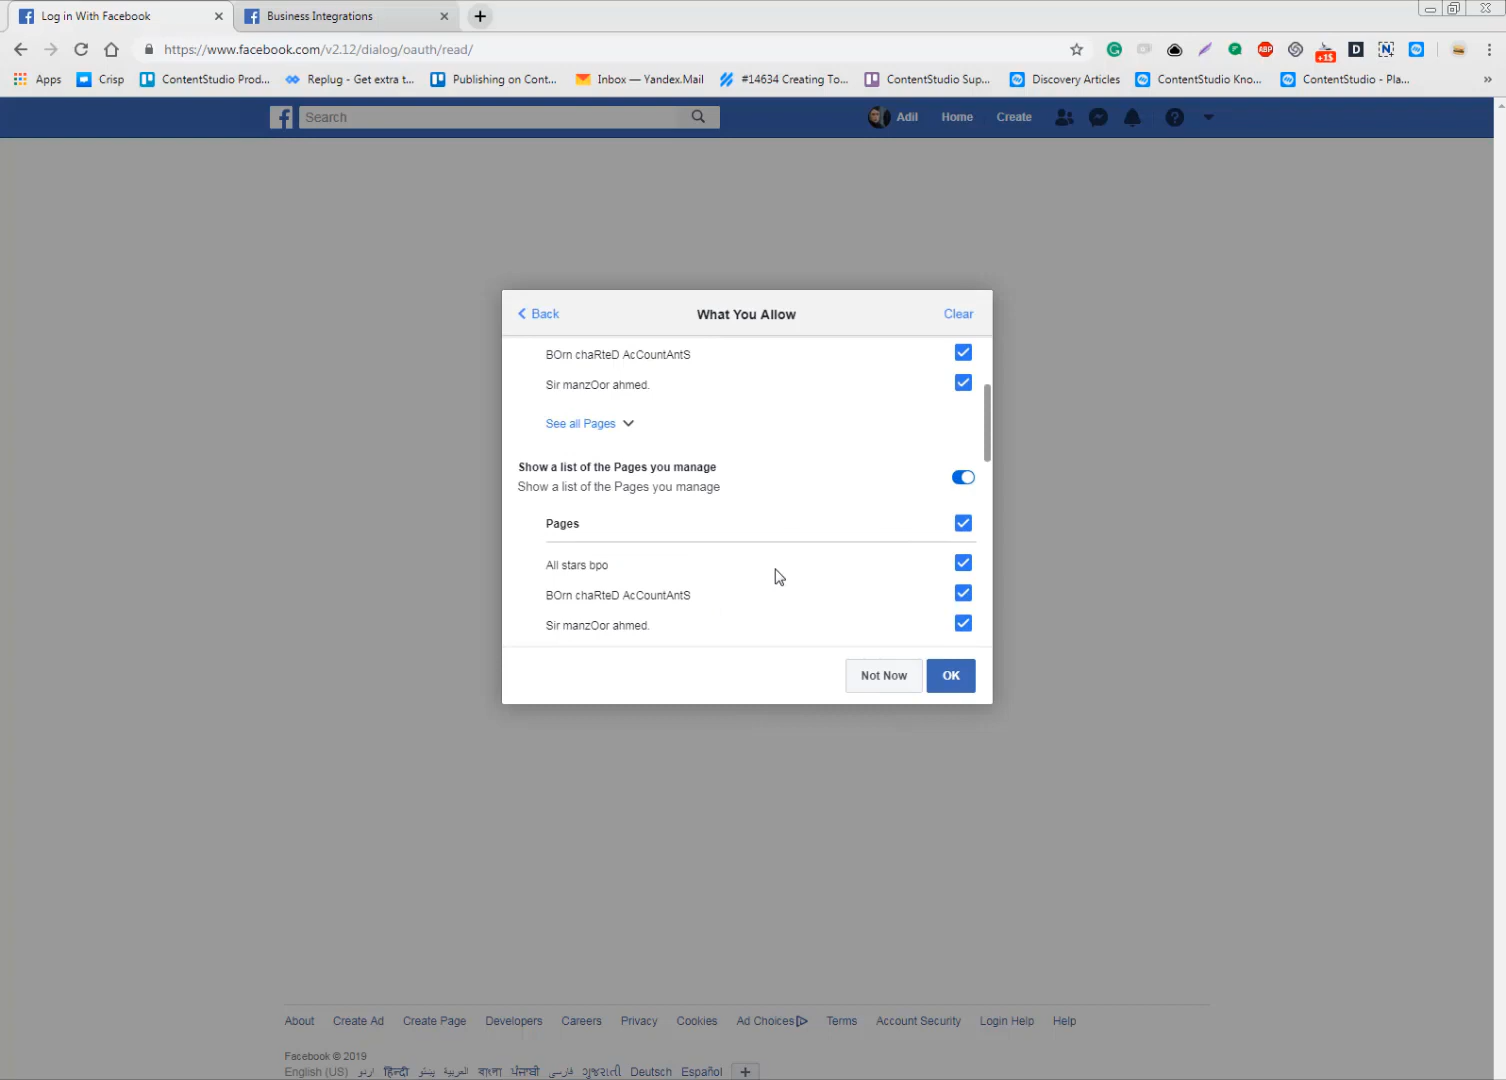 Log in With Facebook
Business Integrations
https://www.facebook.com/v2.12/dialog/oauth/read/
ABP
+15
D
N
Apps
Crisp
ContentStudio Prod...
Replug - Get extra t...
Publishing on Cont...
Inbox — Yandex.Mail
#14634 Creating To...
ContentStudio Sup...
Discovery Articles
ContentStudio Kno...
ContentStudio - Pla...
»
Search
Adil
Home
Create
Back
What You Allow
Clear
BOrn chaRteD AcCountAntS
Sir manzOor ahmed.
See all Pages
Show a list of the Pages you manage
Show a list of the Pages you manage
Pages
All stars bpo
BOrn chaRteD AcCountAntS
Sir manzOor ahmed.
Not Now
OK
About
Create Ad
Create Page
Developers
Careers
Privacy
Cookies
Ad Choices
Terms
Account Security
Login Help
Help
Facebook © 2019
English (US) اردو हिन्दी پښتو العربية বাংলা ਪੰਜਾਬੀ فارسی ગુજરાતી Deutsch Español +